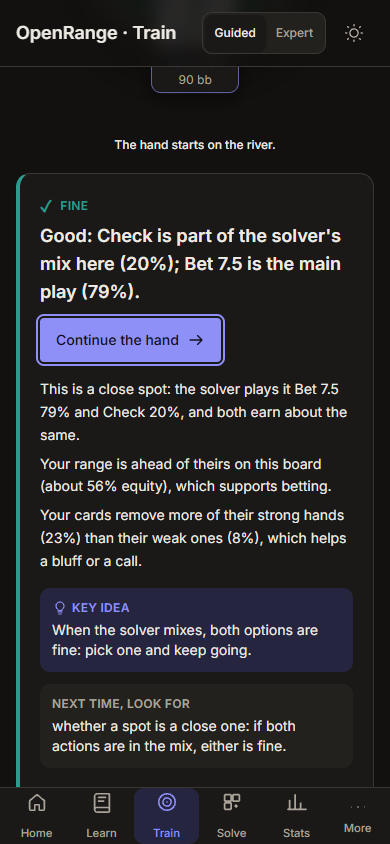 OpenRange · Train
Guided
Expert
90 bb
The hand starts on the river.
FINE
Good: Check is part of the solver's
mix here (20%); Bet 7.5 is the main
play (79%).
Continue the hand →
This is a close spot: the solver plays it Bet 7.5
79% and Check 20%, and both earn about the
same.
Your range is ahead of theirs on this board
(about 56% equity), which supports betting.
Your cards remove more of their strong hands
(23%) than their weak ones (8%), which helps
a bluff or a call.
KEY IDEA
When the solver mixes, both options are
fine: pick one and keep going.
NEXT TIME, LOOK FOR
whether a spot is a close one: if both
actions are in the mix, either is fine.
Home
Learn
Train
Solve
Stats
More